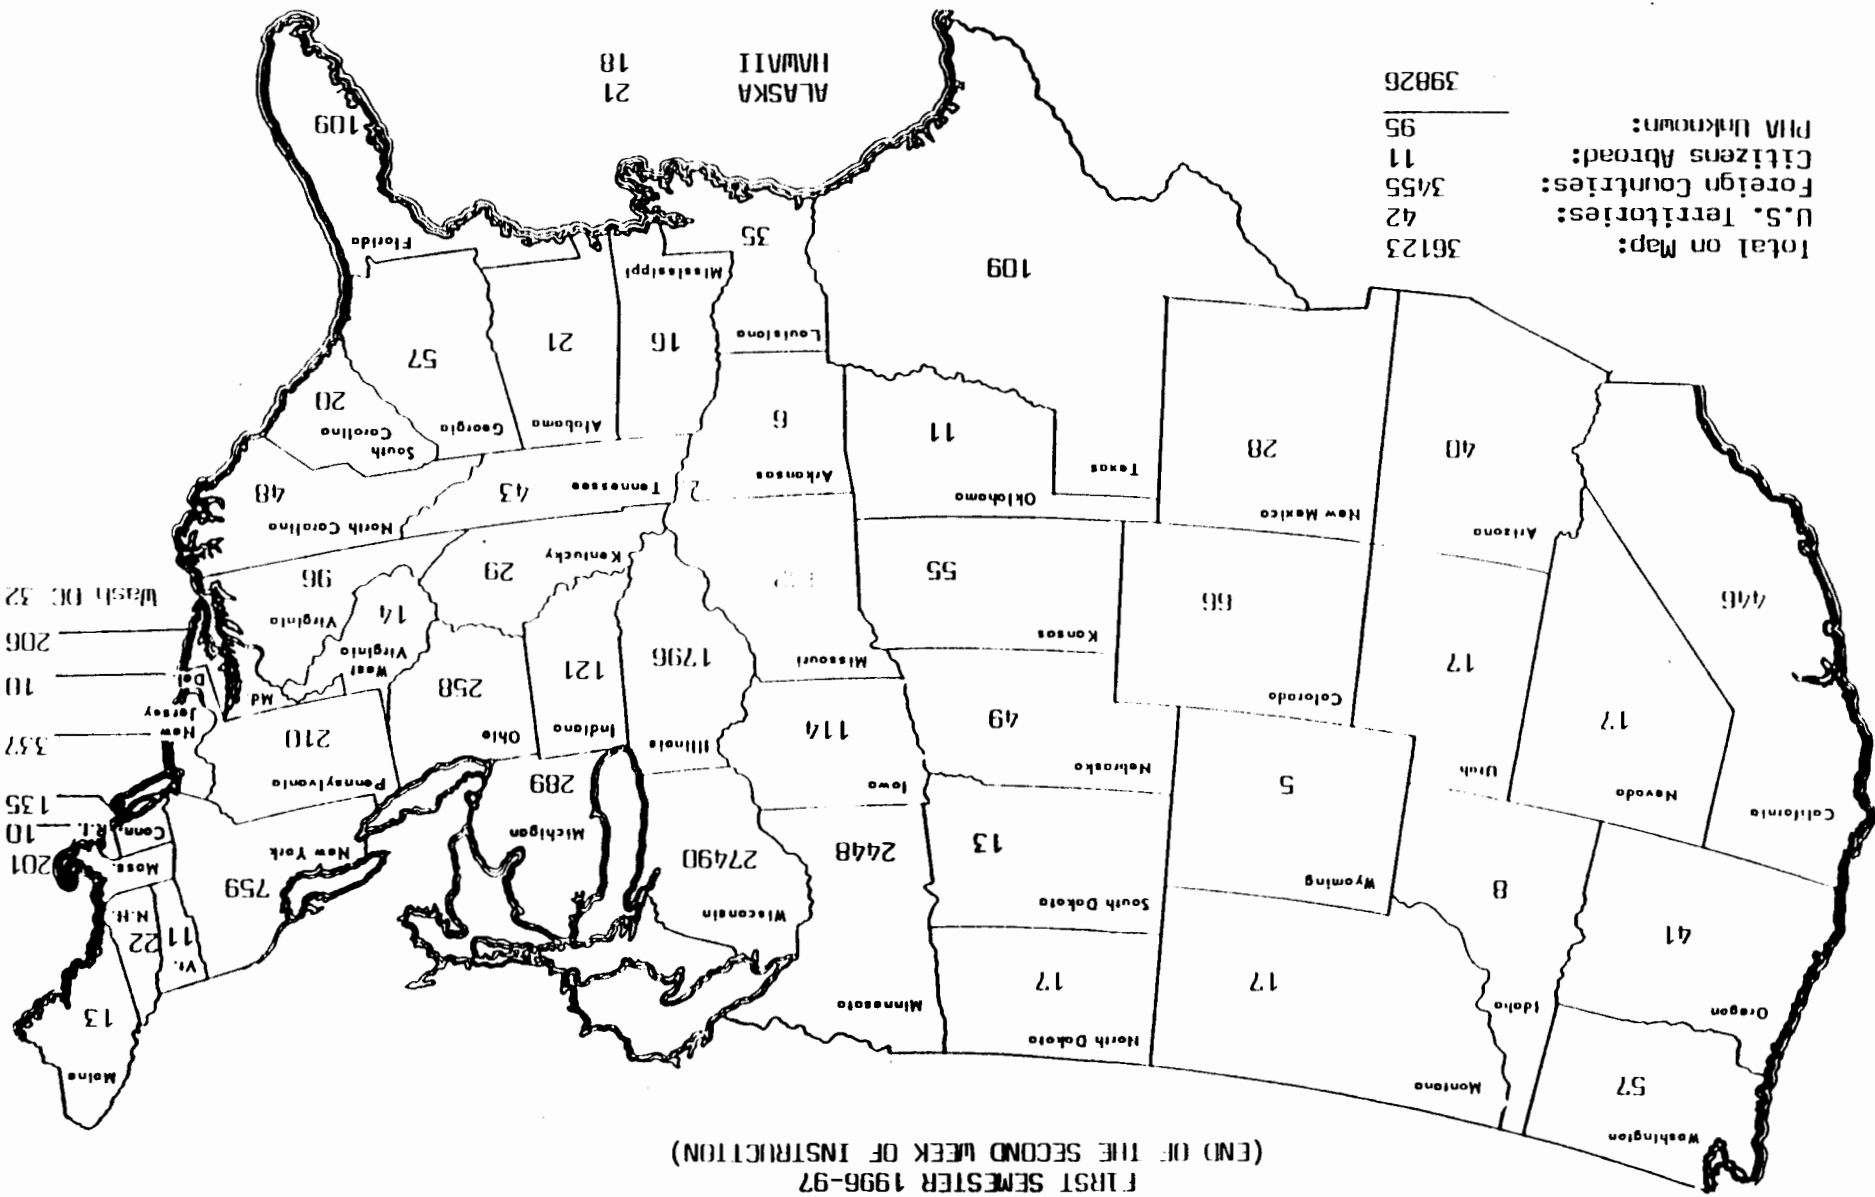 FIRST SEMESTER 1996-97
(END OF THE SECOND WEEK OF INSTRUCTION)
Washington
57
Oregon
41
California
446
Nevada
17
Idaho
8
Montana
17
Wyoming
5
Utah
17
Arizona
40
Colorado
66
New Mexico
28
North Dakota
17
South Dakota
13
Nebraska
49
Kansas
55
Oklahoma
11
Texas
109
Minnesota
2448
Iowa
114
Missouri
Arkansas
6
Louisiana
35
Wisconsin
27490
Illinois
1796
Michigan
289
Indiana
121
Ohio
258
Kentucky
29
Tennessee
43
Mississippi
16
Alabama
21
Georgia
57
Florida
109
South Carolina
20
North Carolina
48
Virginia
96
West Virginia
14
Pennsylvania
210
New York
759
Maine
13
Vt.
11
N.H.
22
Mass.
201
R.I.
10
Conn.
135
New Jersey
337
Del
10
Md
206
Wash DC 32
Total on Map: 36123
U.S. Territories: 42
Foreign Countries: 3455
Citizens Abroad: 11
PHA Unknown: 95
39826
ALASKA 21
HAWAII 18